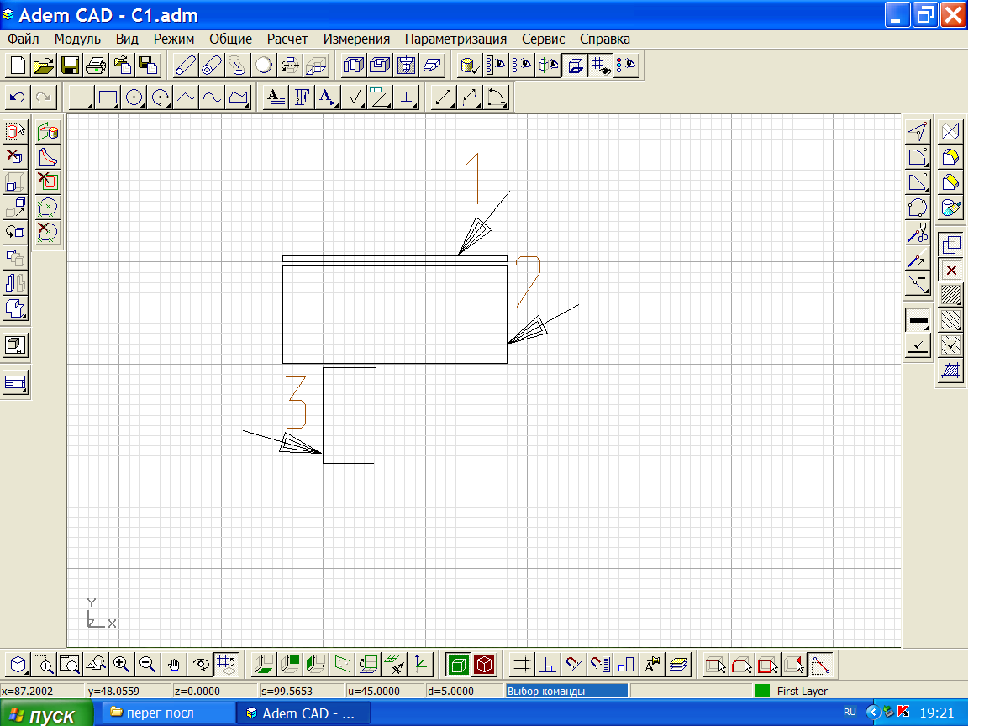 Adem CAD - C1.adm
Файл Модуль Вид Режим Общие Расчет Измерения Параметризация Сервис Справка
1
2
3
Y
Z X
x=87.2002 y=48.0559 z=0.0000 s=99.5653 u=45.0000 d=5.0000 Выбор команды First Layer
пуск перег посл Adem CAD - ... RU 19:21